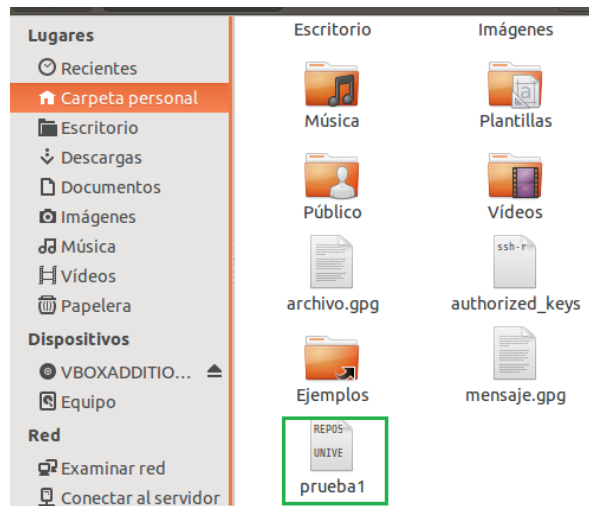 Lugares
Recientes
Carpeta personal
Escritorio
Descargas
Documentos
Imágenes
Música
Vídeos
Papelera
Dispositivos
VBOXADDITIO...
Equipo
Red
Examinar red
Conectar al servidor
Escritorio Imágenes
Música Plantillas
Público Vídeos
ssh-r
archivo.gpg authorized_keys
Ejemplos mensaje.gpg
REPOS
UNIVE
prueba1